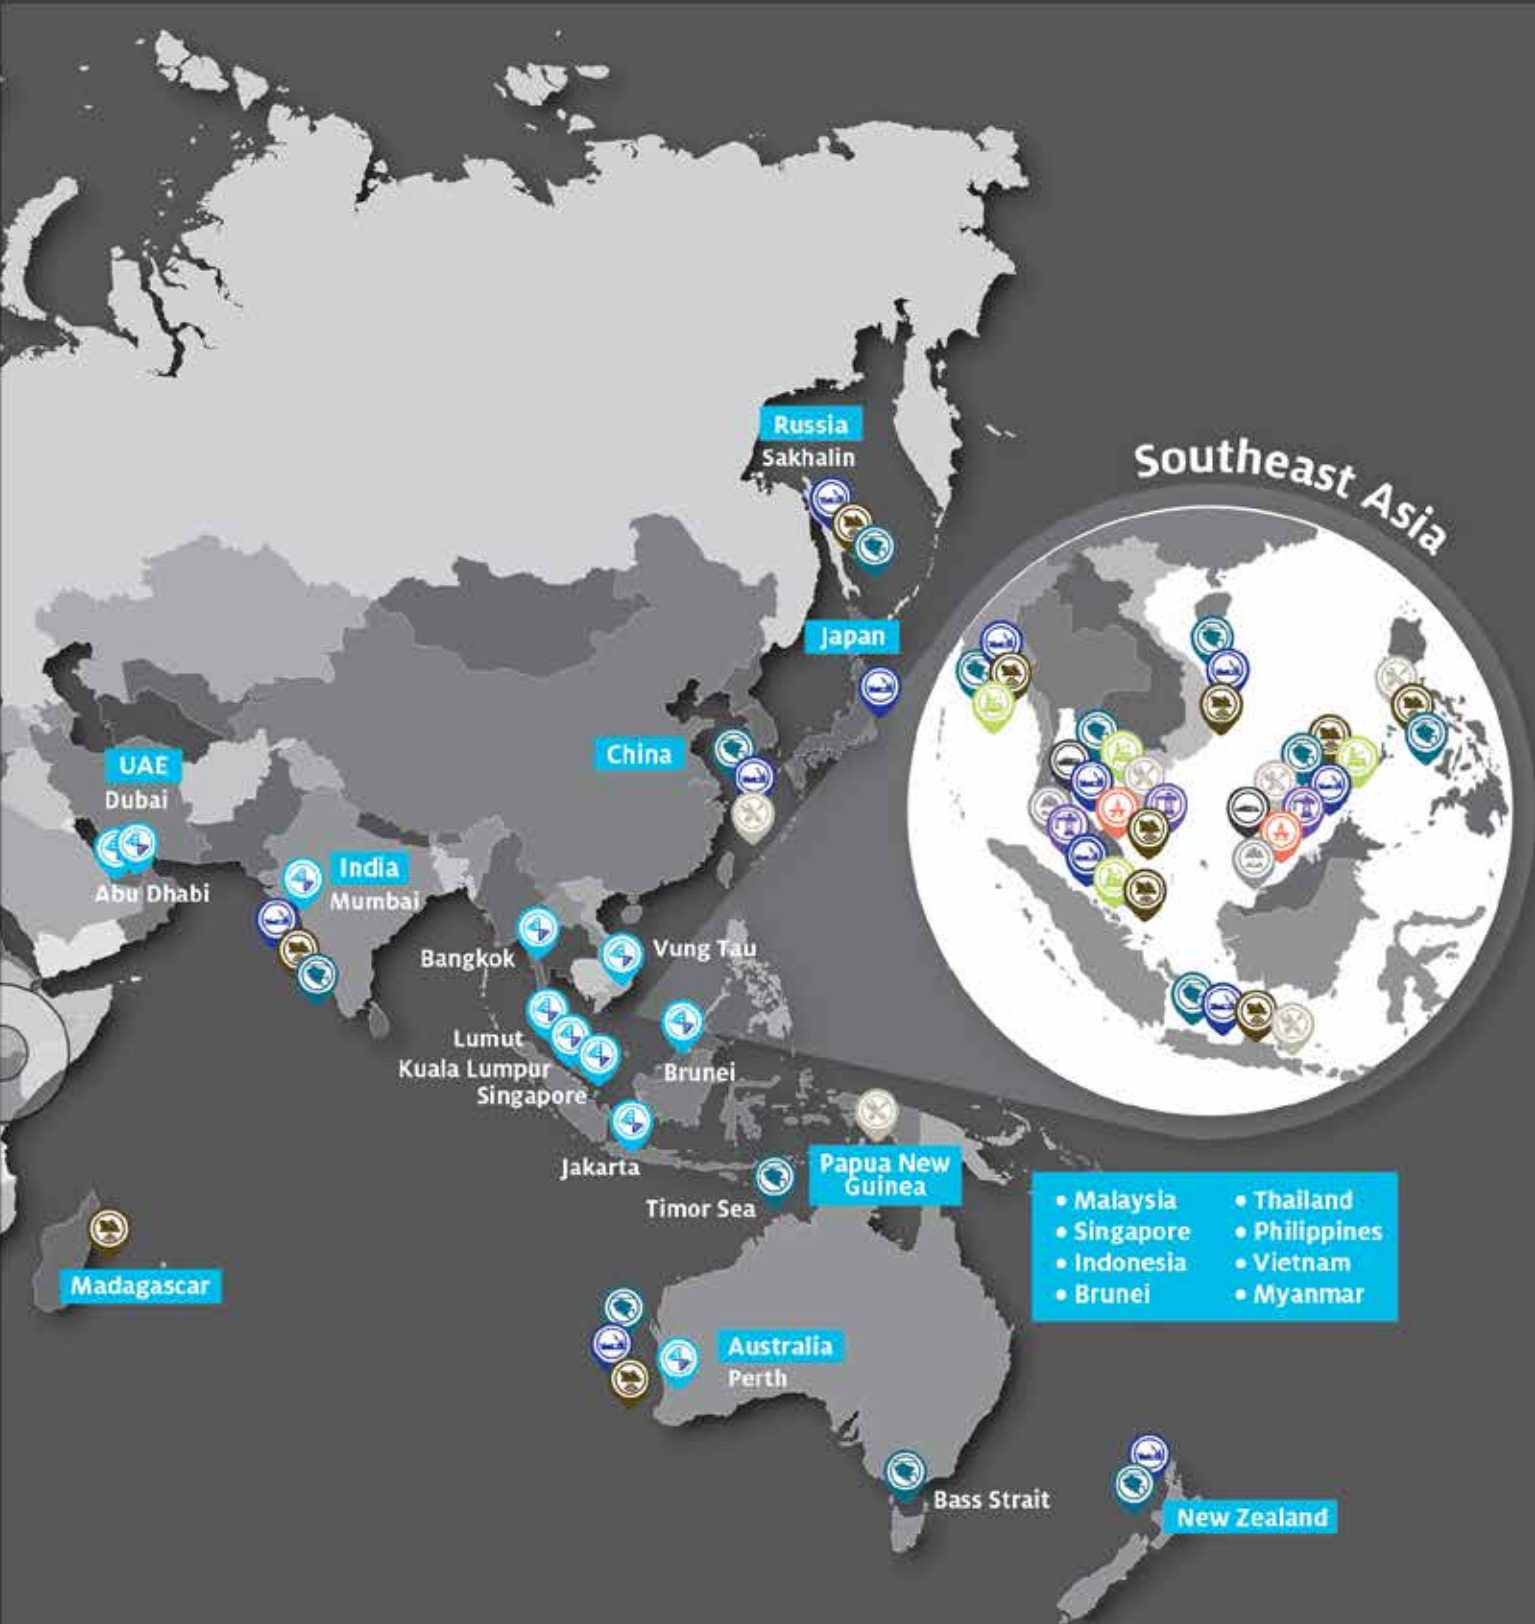 Russia
Sakhalin
Southeast Asia
Japan
China
UAE
Dubai
Abu Dhabi
India
Mumbai
Bangkok
Vung Tau
Lumut
Kuala Lumpur
Singapore
Brunei
Jakarta
Timor Sea
Papua New
Guinea
• Malaysia
• Singapore
• Indonesia
• Brunei
• Thailand
• Philippines
• Vietnam
• Myanmar
Madagascar
Australia
Perth
Bass Strait
New Zealand